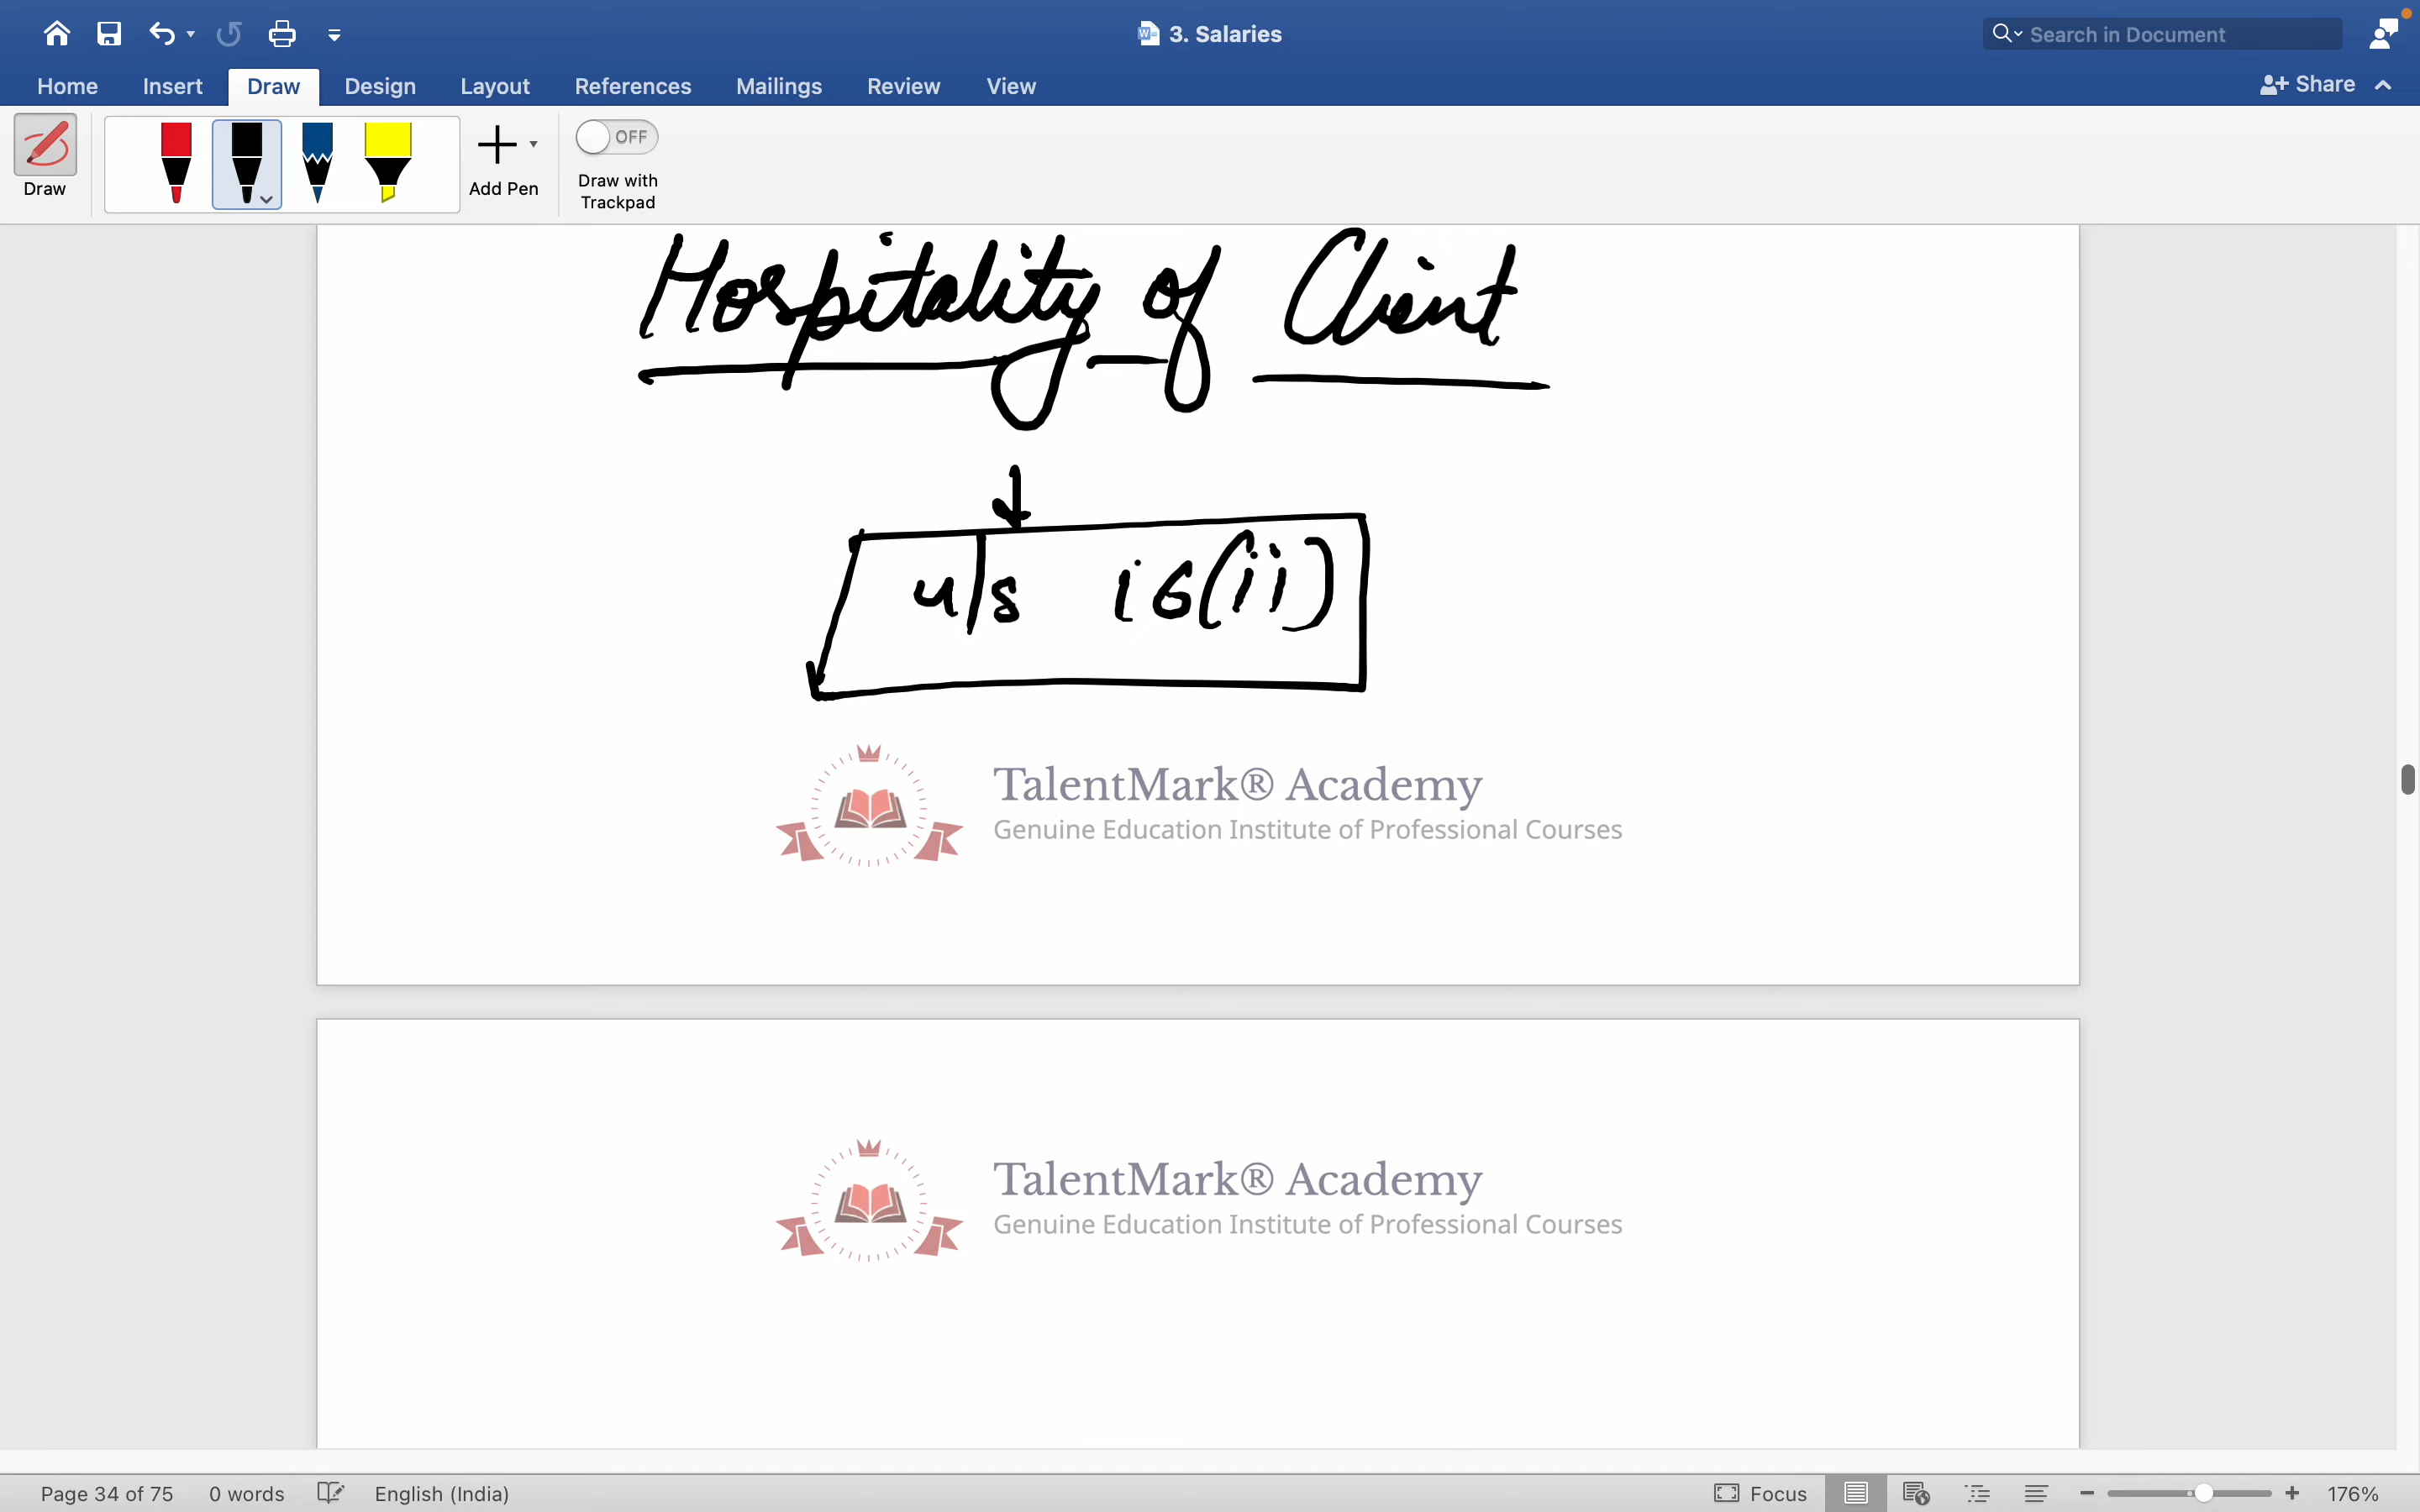 3. Salaries
Search in Document
Home Insert Draw Design Layout References Mailings Review View Share
OFF
Draw Add Pen Draw with Trackpad
Hospitality of Client
u/s 16(ii)
TalentMark® Academy
Genuine Education Institute of Professional Courses
TalentMark® Academy
Genuine Education Institute of Professional Courses
Page 34 of 75 0 words English (India) Focus 176%